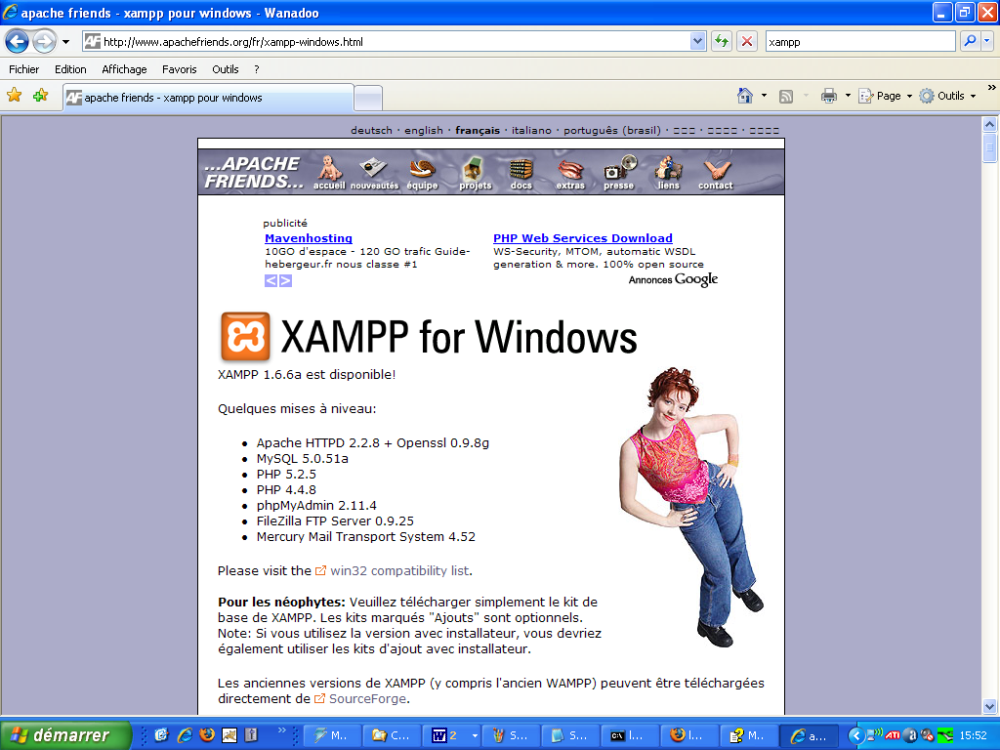 apache friends - xampp pour windows - Wanadoo
http://www.apachefriends.org/fr/xampp-windows.html
xampp
Fichier Edition Affichage Favoris Outils ?
apache friends - xampp pour windows
Page Outils
deutsch · english · français · italiano · português (brasil) ·
...APACHE
FRIENDS...
accueil nouveautés équipe projets docs extras presse liens contact
publicité
Mavenhosting
10GO d'espace - 120 GO trafic Guide-
hebergeur.fr nous classe #1
PHP Web Services Download
WS-Security, MTOM, automatic WSDL
generation & more. 100% open source
Annonces Google
XAMPP for Windows
XAMPP 1.6.6a est disponible!
Quelques mises à niveau:
Apache HTTPD 2.2.8 + Openssl 0.9.8g
MySQL 5.0.51a
PHP 5.2.5
PHP 4.4.8
phpMyAdmin 2.11.4
FileZilla FTP Server 0.9.25
Mercury Mail Transport System 4.52
Please visit the win32 compatibility list.
Pour les néophytes: Veuillez télécharger simplement le kit de
base de XAMPP. Les kits marqués "Ajouts" sont optionnels.
Note: Si vous utilisez la version avec installateur, vous devriez
également utiliser les kits d'ajout avec installateur.
Les anciennes versions de XAMPP (y compris l'ancien WAMPP) peuvent être téléchargées
directement de SourceForge.
démarrer M... C... 2 S... S... l... l... M... a... 15:52